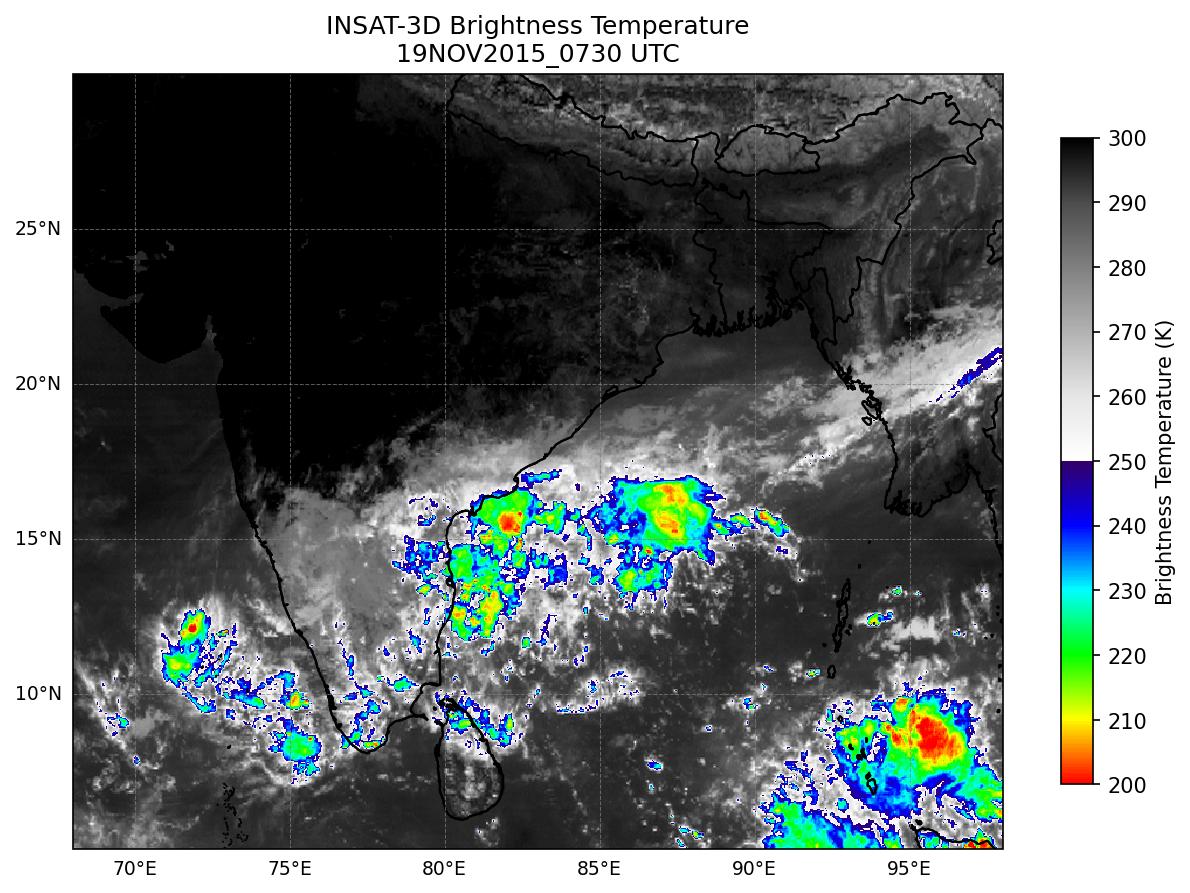 INSAT-3D Brightness Temperature
19NOV2015_0730 UTC
25°N
20°N
15°N
10°N
70°E
75°E
80°E
85°E
90°E
95°E
300
290
280
270
260
250
240
230
220
210
200
Brightness Temperature (K)